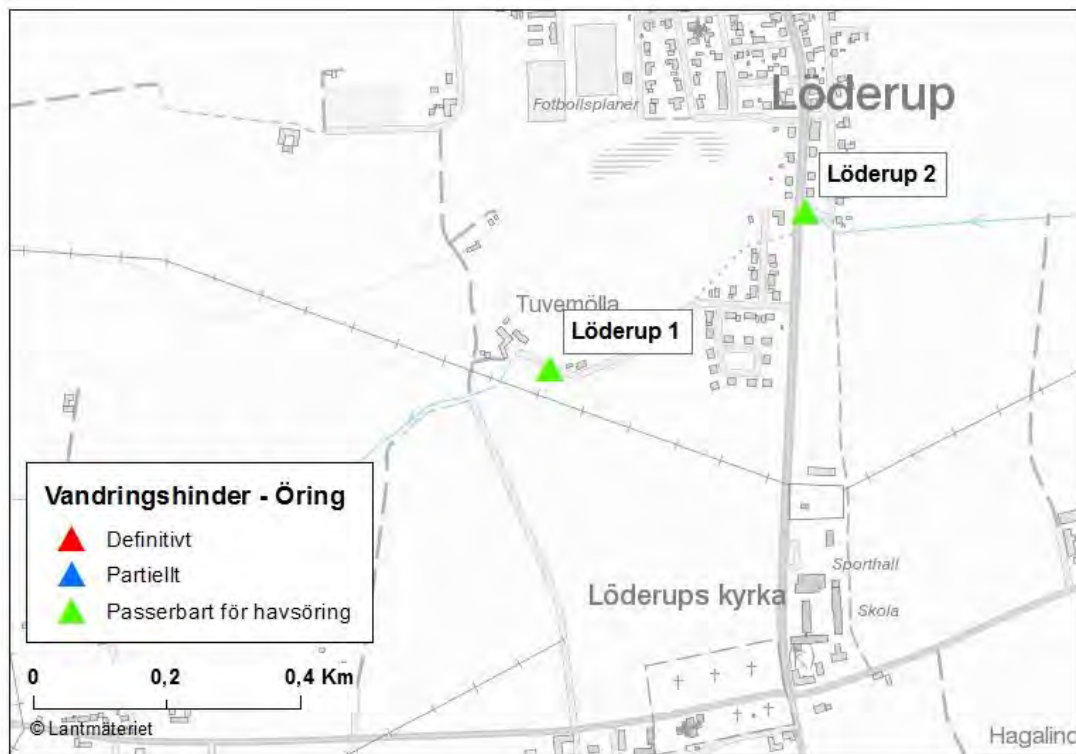 Löderup
Fotbollsplaner
Löderup 2
Tuvemölla
Löderup 1
Vandringshinder - Öring
Definitivt
Partiellt
Passerbart för havsöring
Löderups kyrka
Sporthall
Skola
0 0,2 0,4 Km
© Lantmäteriet
Hagalind